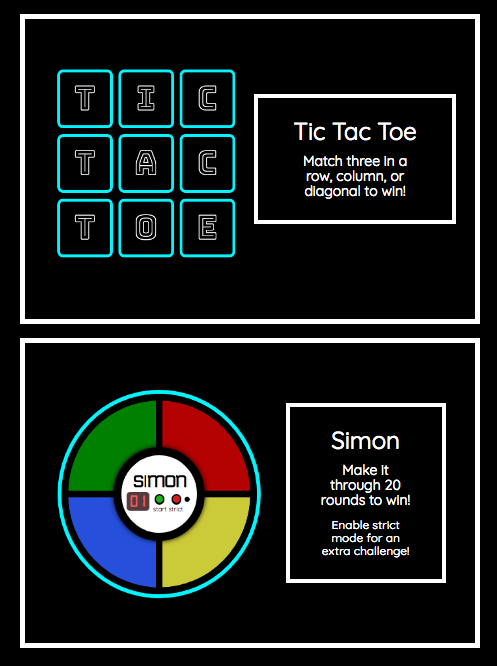 T I C
T A C
T O E
Tic Tac Toe
Match three in a
row, column, or
diagonal to win!
SIMON
01
start strict
Simon
Make it
through 20
rounds to win!
Enable strict
mode for an
extra challenge!